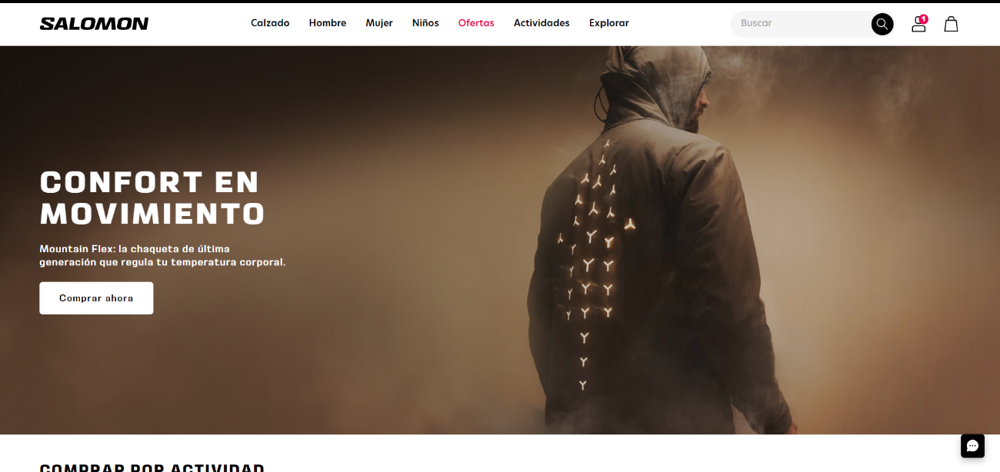 SALOMON
Calzado
Hombre
Mujer
Niños
Ofertas
Actividades
Explorar
Buscar
1
CONFORT EN
MOVIMIENTO
Mountain Flex: la chaqueta de última
generación que regula tu temperatura corporal.
Comprar ahora
COMPRAR POR ACTIVIDAD